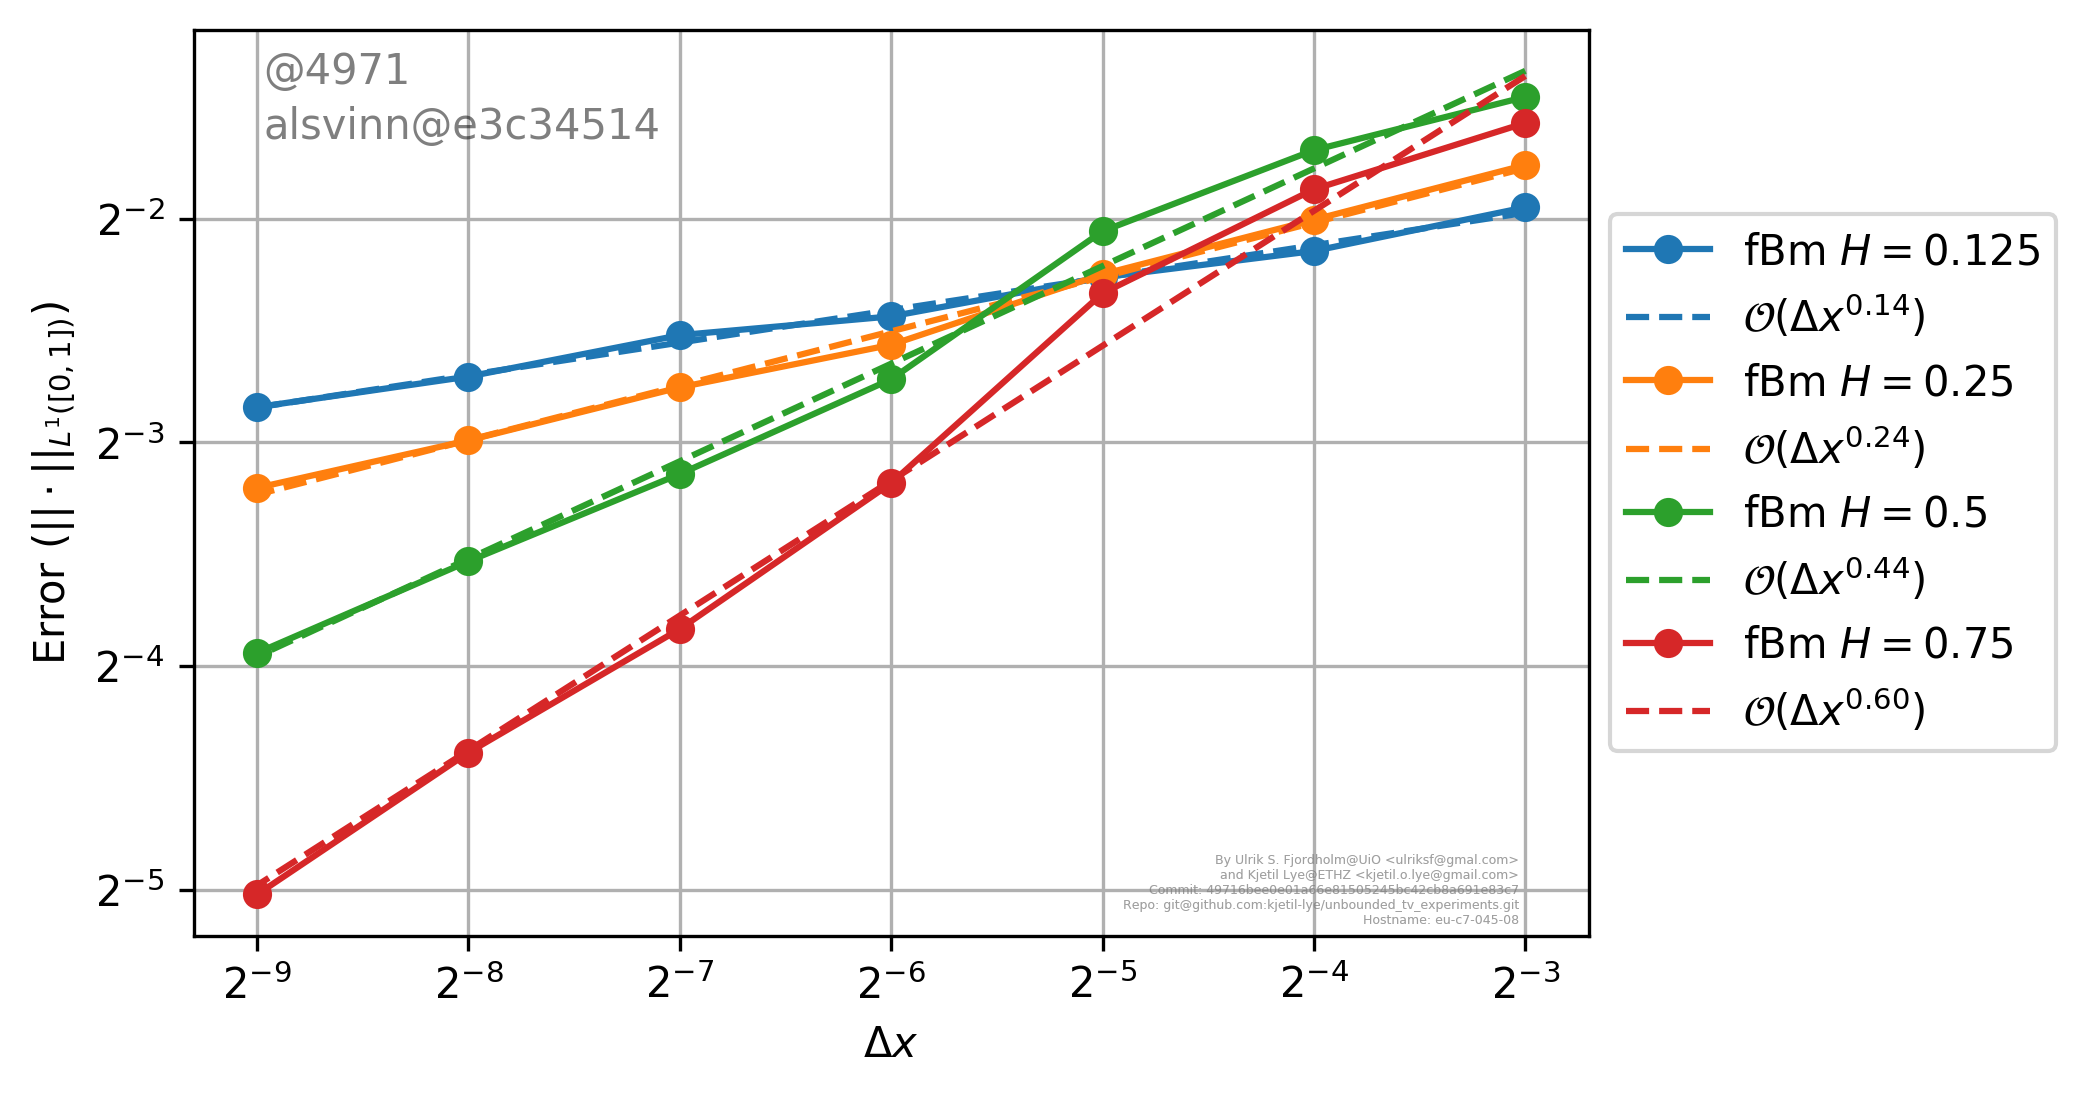 @4971
alsvinn@e3c34514
Error (|| · ||_{L^1([0, 1])})
2^{-2}
2^{-3}
2^{-4}
2^{-5}
2^{-9} 2^{-8} 2^{-7} 2^{-6} 2^{-5} 2^{-4} 2^{-3}
Δx
fBm H = 0.125
𝒪(Δx^{0.14})
fBm H = 0.25
𝒪(Δx^{0.24})
fBm H = 0.5
𝒪(Δx^{0.44})
fBm H = 0.75
𝒪(Δx^{0.60})
By Ulrik S. Fjordholm@UiO <ulriksf@gmal.com>
and Kjetil Lye@ETHZ <kjetil.o.lye@gmail.com>
Commit: 49716bee0e01a66e81505245bc42cb8a691e83c7
Repo: git@github.com:kjetil-lye/unbounded_tv_experiments.git
Hostname: eu-c7-045-08